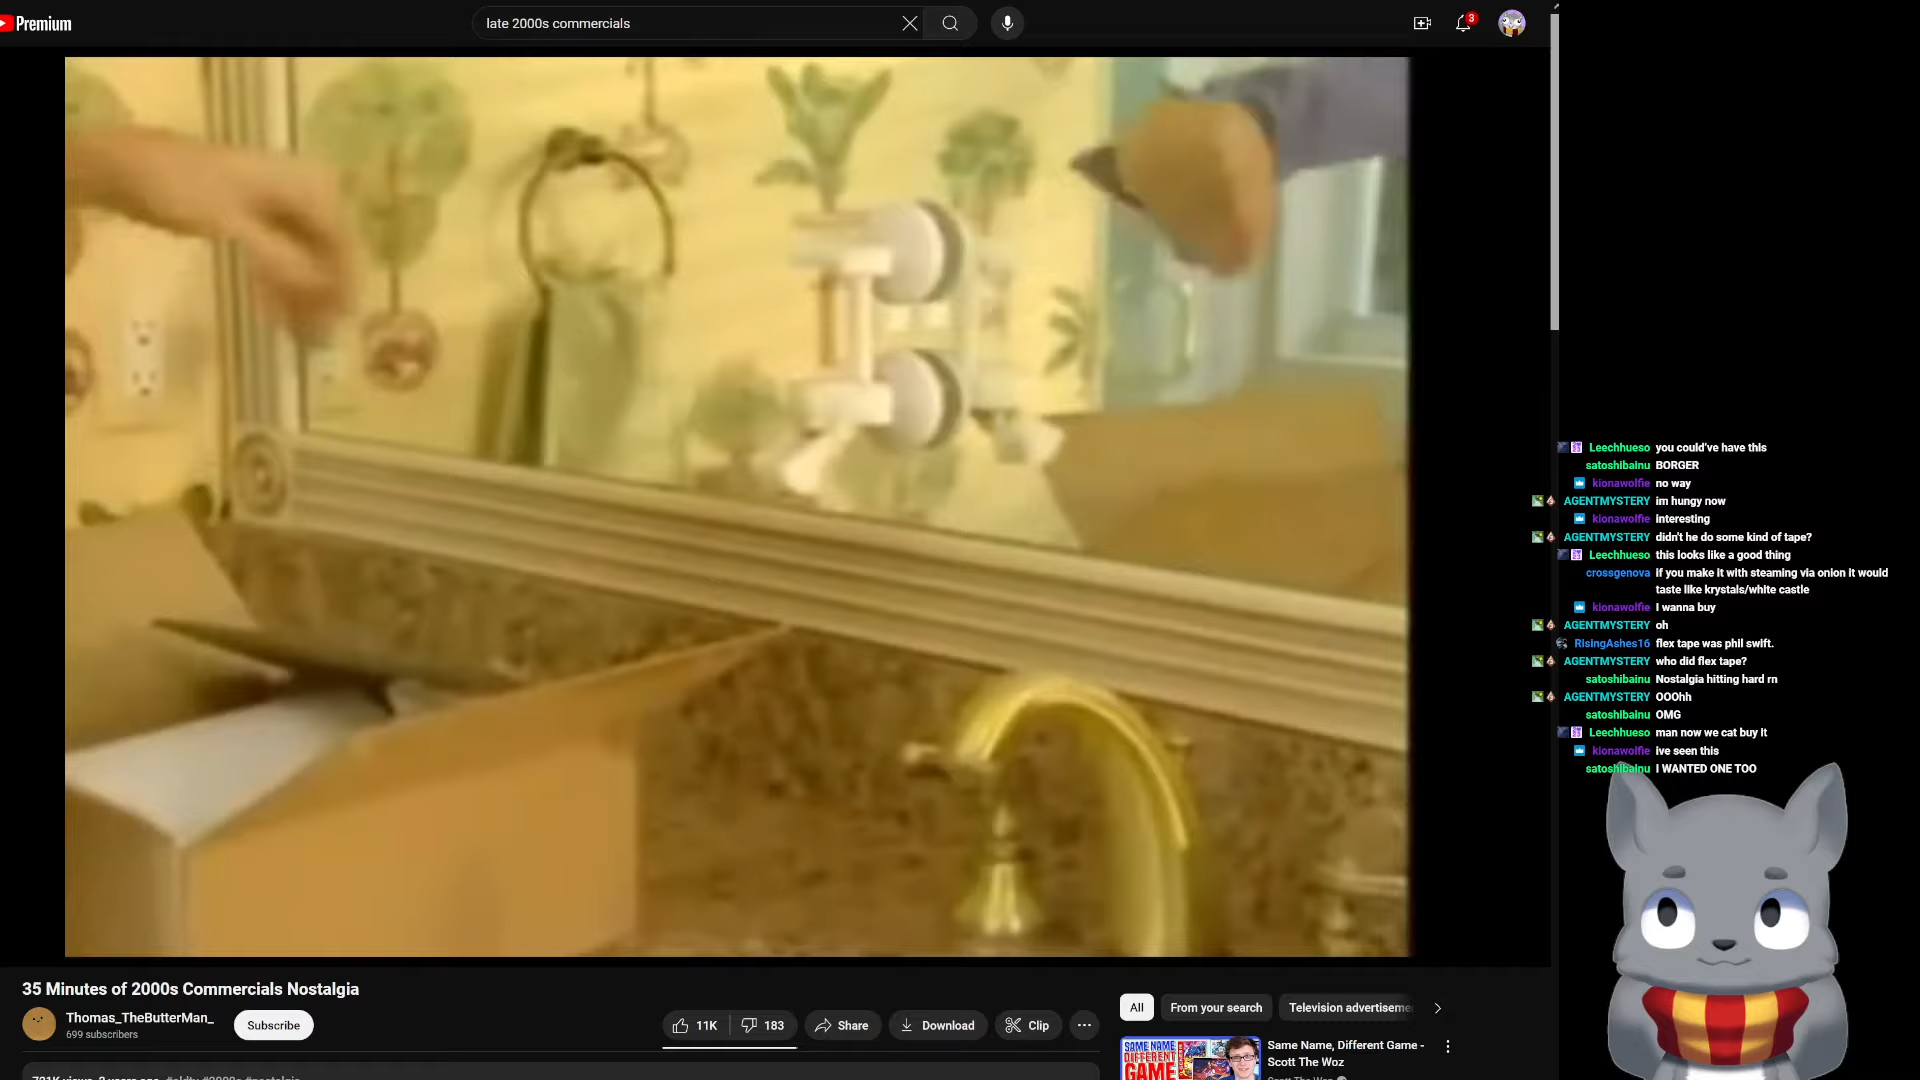 Premium
late 2000s commercials
3
Leechhueso you could've have this
satoshibainu BORGER
kionawolfie no way
AGENTMYSTERY im hungy now
kionawolfie interesting
AGENTMYSTERY didn't he do some kind of tape?
Leechhueso this looks like a good thing
crossgenova if you make it with steaming via onion it would
taste like krystals/white castle
kionawolfie I wanna buy
AGENTMYSTERY oh
RisingAshes16 flex tape was phil swift.
AGENTMYSTERY who did flex tape?
satoshibainu Nostalgia hitting hard rn
AGENTMYSTERY OOOhh
satoshibainu OMG
Leechhueso man now we cat buy it
kionawolfie ive seen this
satoshibainu I WANTED ONE TOO
35 Minutes of 2000s Commercials Nostalgia
Thomas_TheButterMan_
699 subscribers
Subscribe
11K
183
Share
Download
Clip
All
From your search
Television advertiseme
SAME NAME
DIFFERENT
GAME
Same Name, Different Game -
Scott The Woz